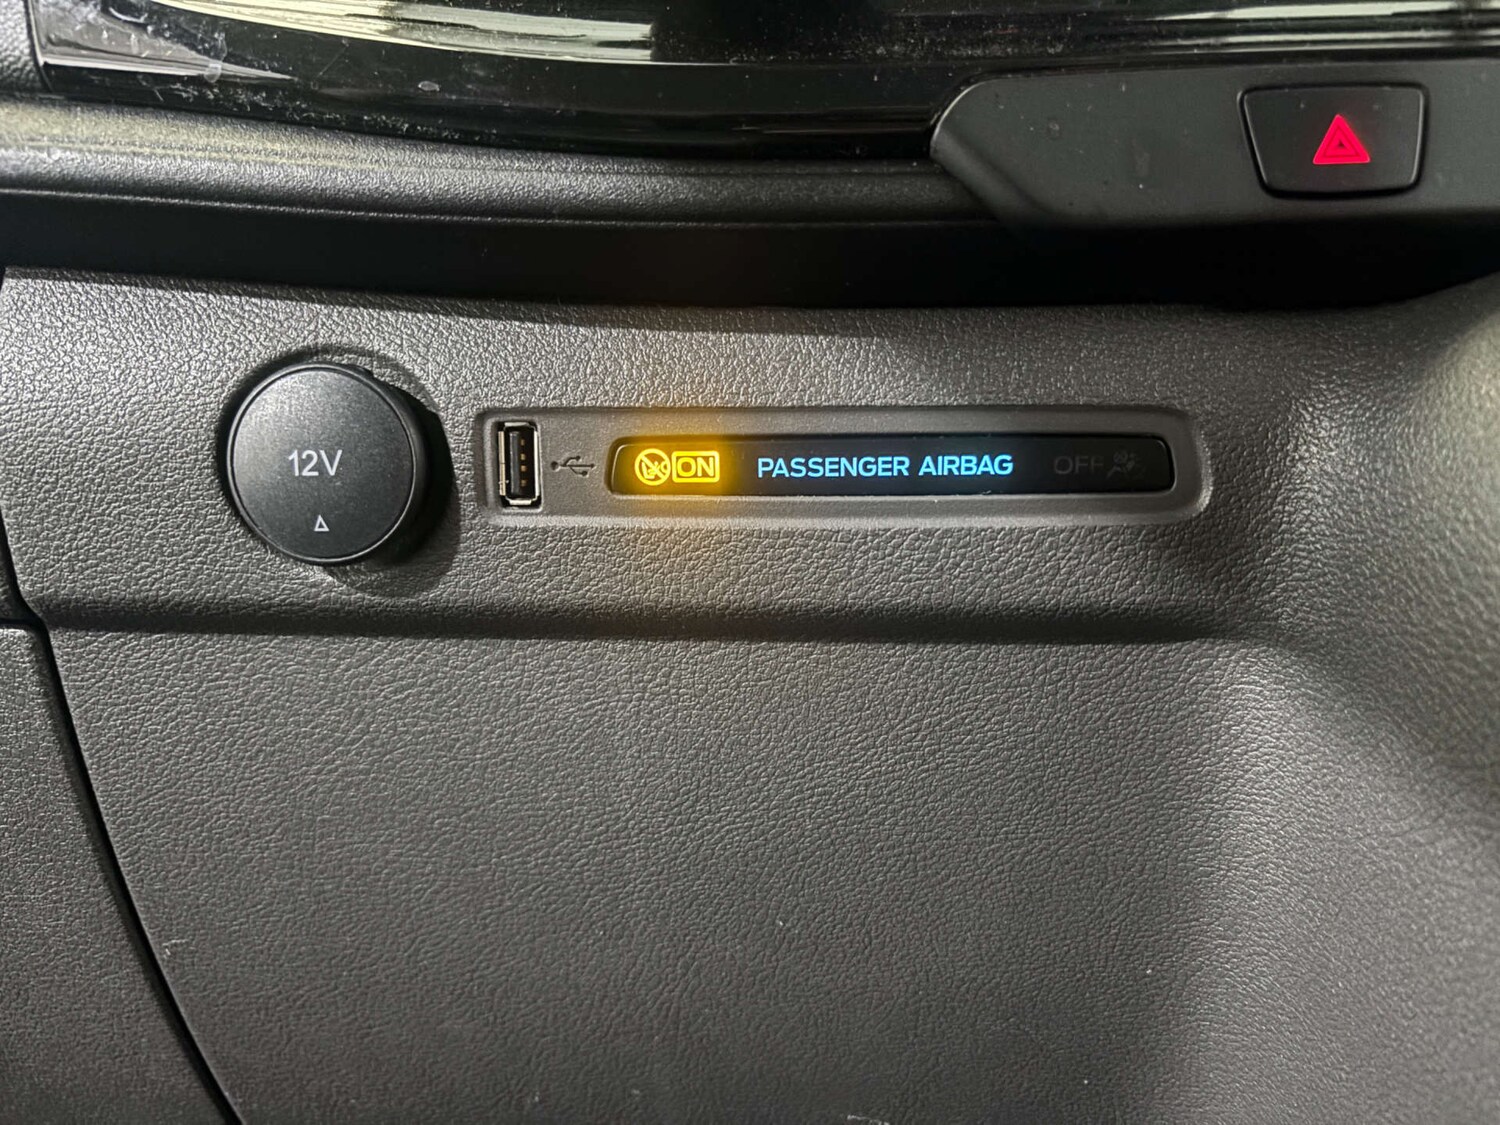 12V
ON PASSENGER AIRBAG OFF